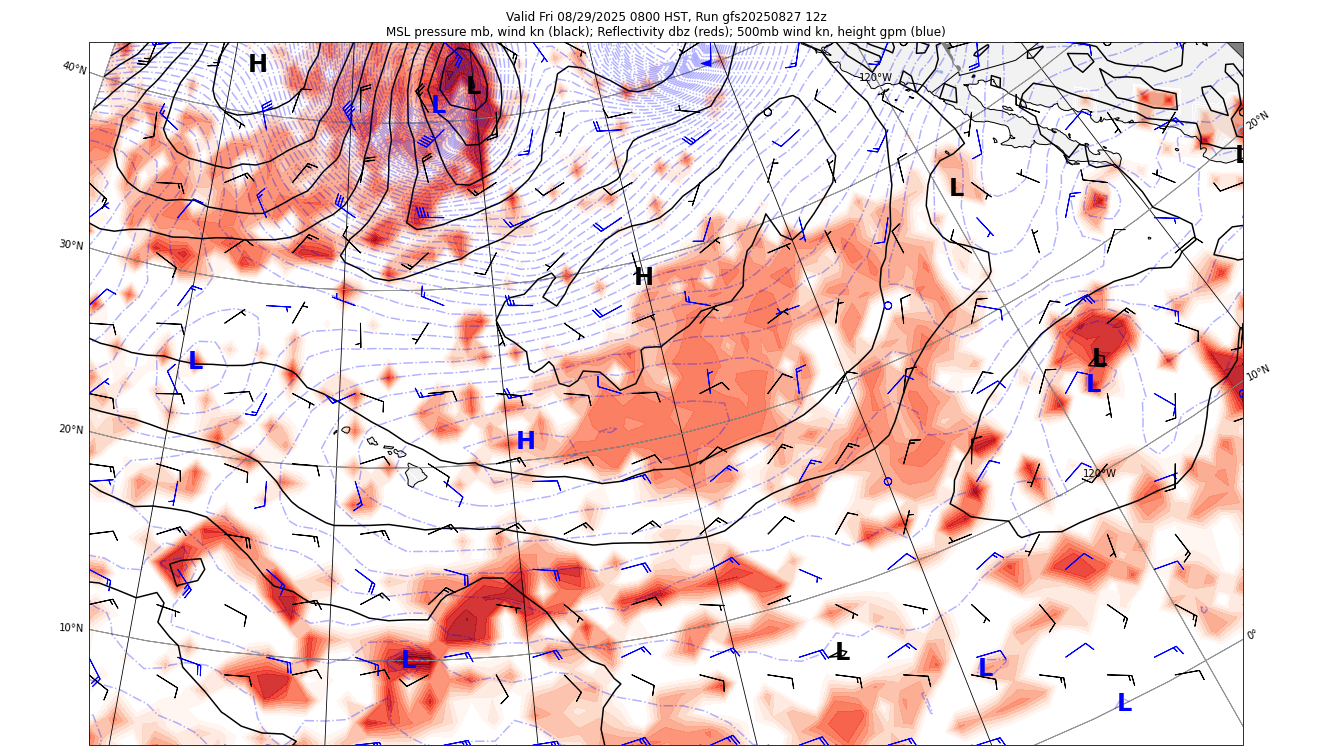 Valid Fri 08/29/2025 0800 HST, Run gfs20250827 12z
MSL pressure mb, wind kn (black); Reflectivity dbz (reds); 500mb wind kn, height gpm (blue)
H
40°N
120°W
L
L
20°N
L
L
30°N
H
L
L
10°N
L
20°N
H
120°W
10°N
0°
L
L
L
L